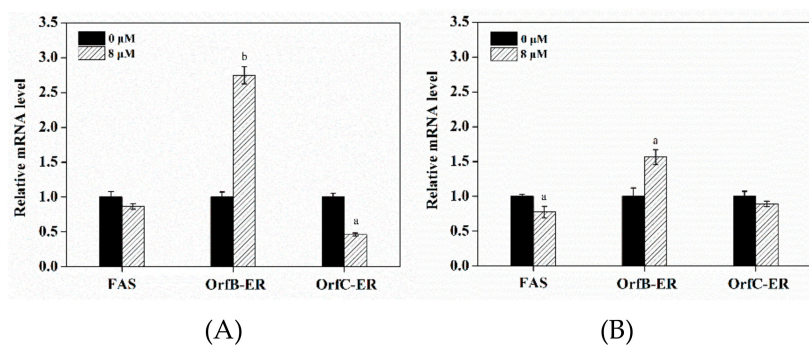 3.5
3.0
2.5
2.0
1.5
1.0
0.5
0.0
Relative mRNA level
0 μM
8 μM
b
a
FAS OrfB-ER OrfC-ER
(A)
3.5
3.0
2.5
2.0
1.5
1.0
0.5
0.0
Relative mRNA level
0 μM
8 μM
a
a
FAS OrfB-ER OrfC-ER
(B)